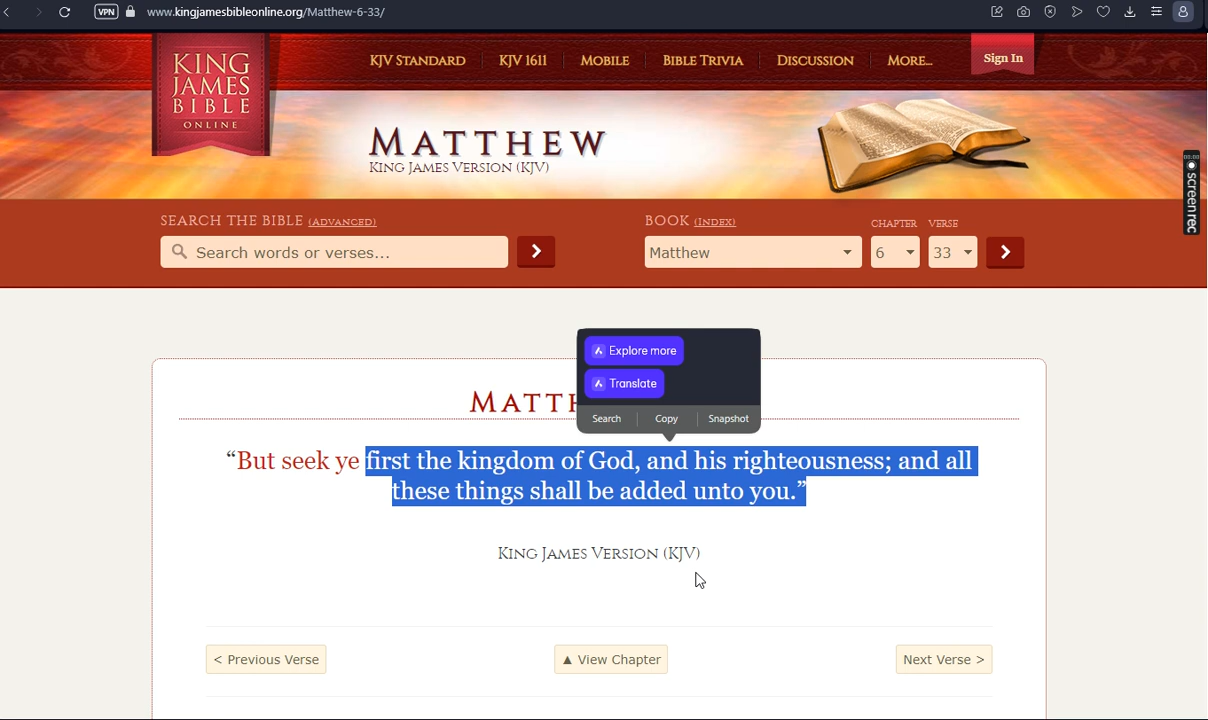 VPN www.kingjamesbibleonline.org/Matthew-6-33/
KING JAMES BIBLE ONLINE
KJV STANDARD KJV 1611 MOBILE BIBLE TRIVIA DISCUSSION MORE... Sign In
MATTHEW
KING JAMES VERSION (KJV)
00:00 screenrec
SEARCH THE BIBLE (ADVANCED) BOOK (INDEX) CHAPTER VERSE
Search words or verses... Matthew 6 33
Explore more
Translate
Search Copy Snapshot
MATT
“But seek ye first the kingdom of God, and his righteousness; and all
these things shall be added unto you.”
KING JAMES VERSION (KJV)
< Previous Verse ▲ View Chapter Next Verse >